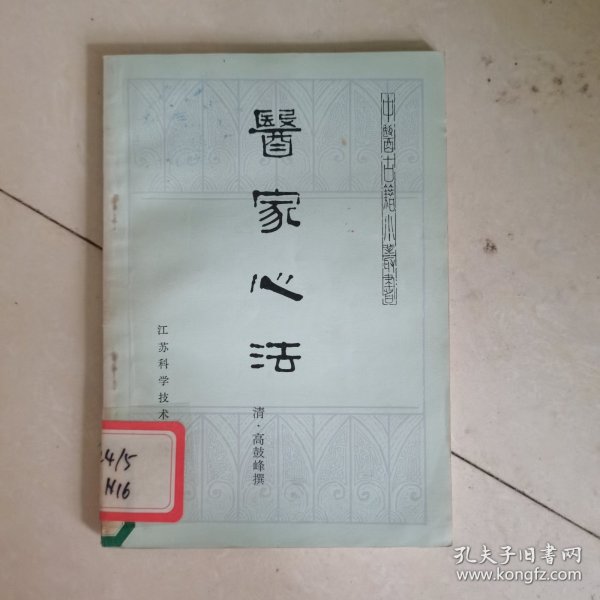 中醫古籍小叢書
醫家心法
清·高鼓峰撰
江苏科学技术
24/5
H16
孔夫子旧书网
www.kongfz.com